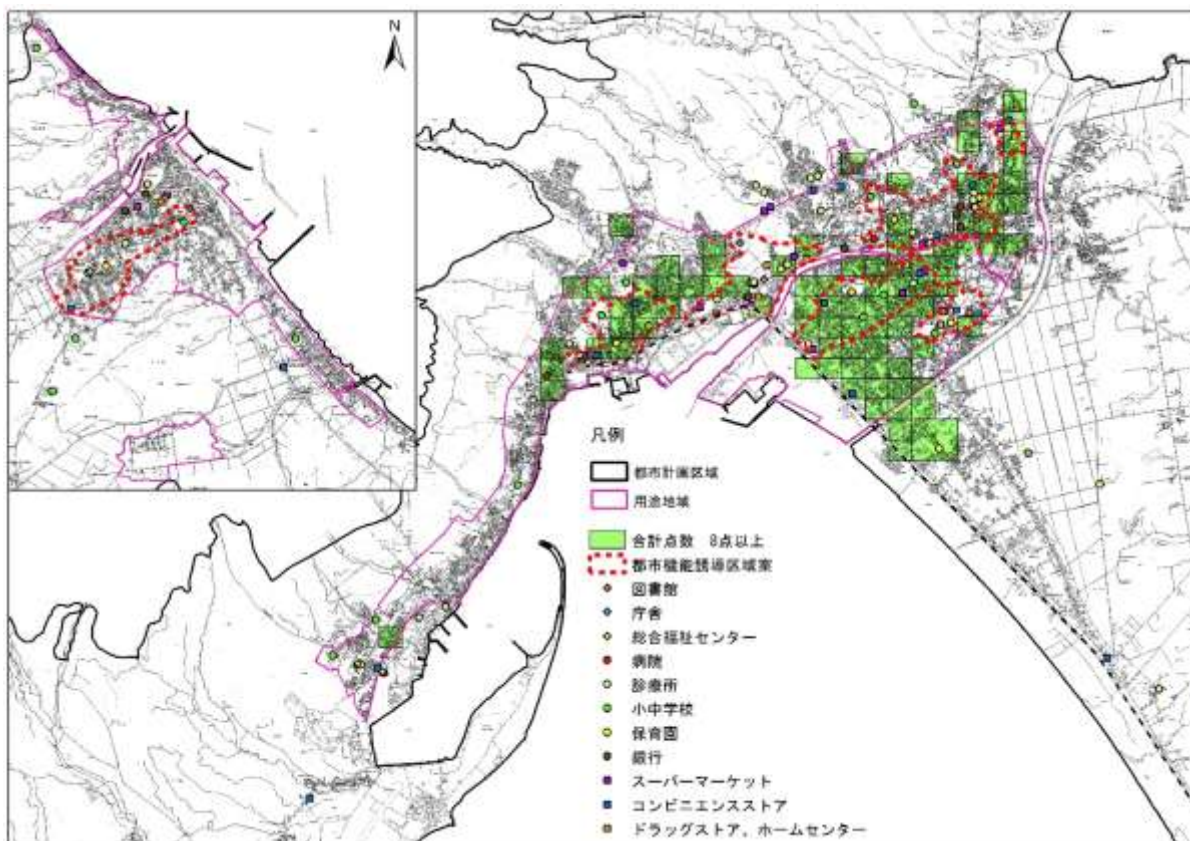 N
凡例
都市計画区域
用途地域
合計点数 8点以上
都市機能誘導区域案
図書館
庁舎
総合福祉センター
病院
診療所
小中学校
保育園
銀行
スーパーマーケット
コンビニエンスストア
ドラッグストア，ホームセンター